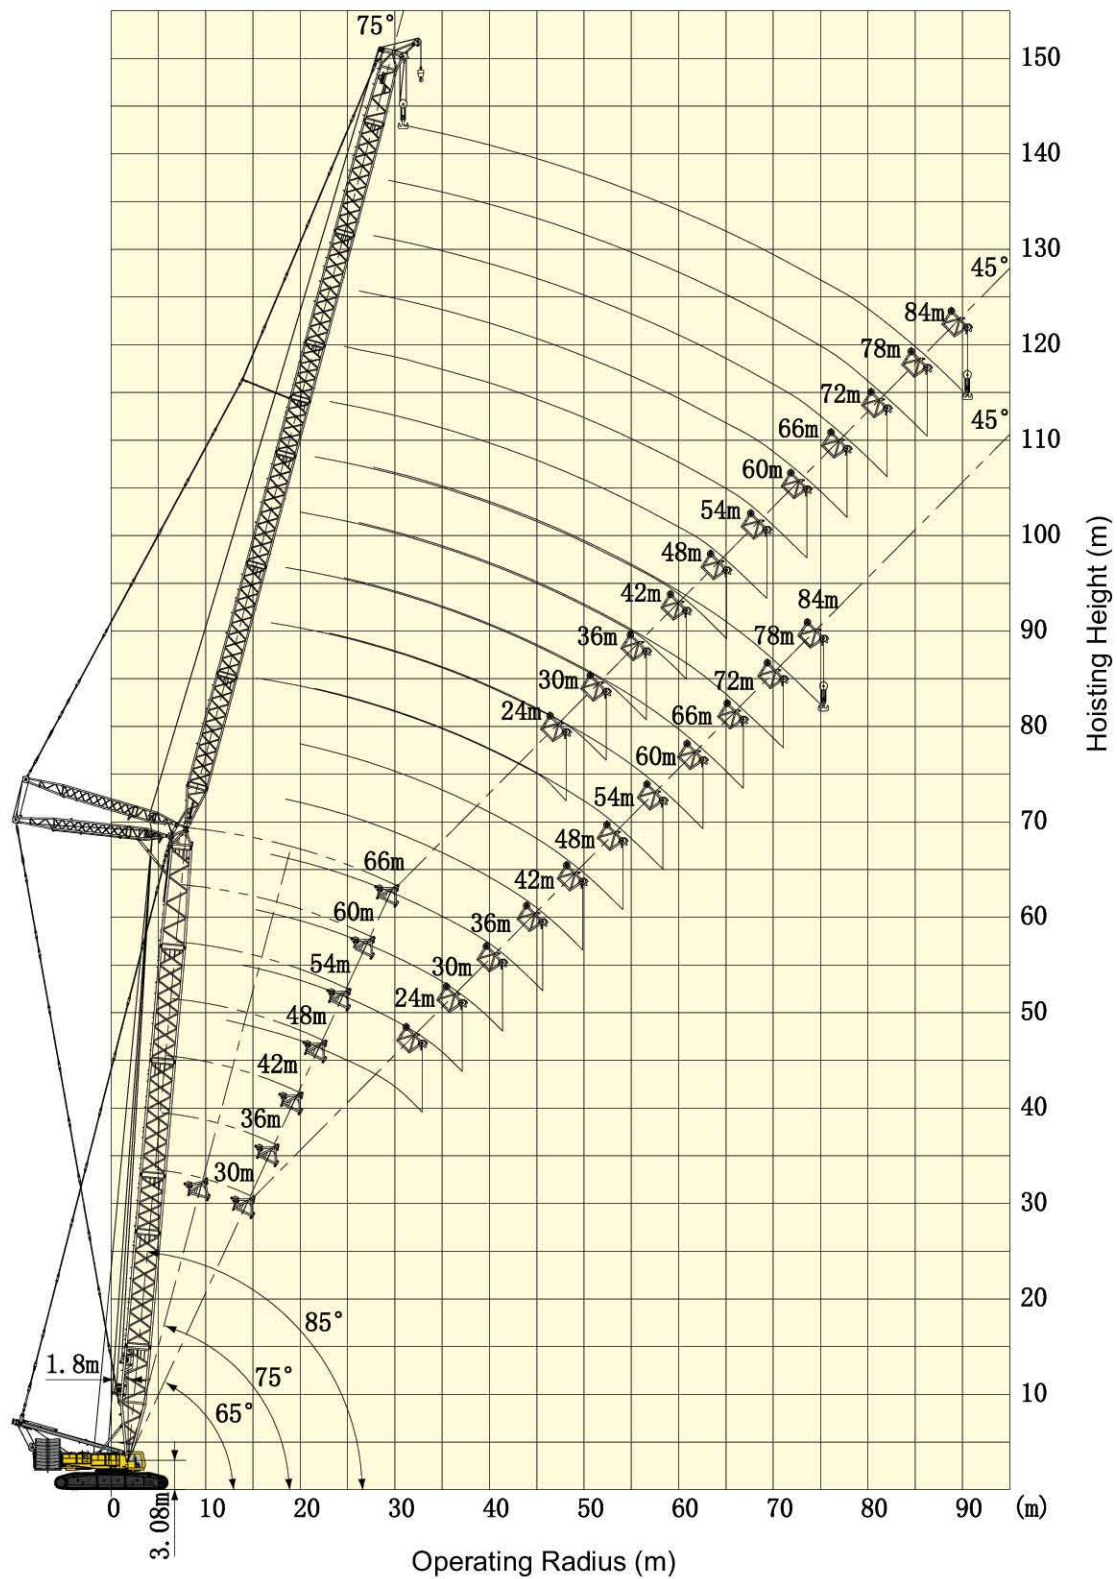 75°
150
140
130
45°
84m
120
78m
45°
72m
110
66m
60m
54m
100
48m
84m
42m
90
78m
36m
72m
30m
66m
24m
80
60m
54m
70
48m
66m
42m
60m
60
36m
54m
30m
24m
50
48m
42m
40
36m
30m
30
20
85°
75°
1.8m
65°
10
Hoisting Height (m)
0 10 20 30 40 50 60 70 80 90 (m)
3.08m
Operating Radius (m)